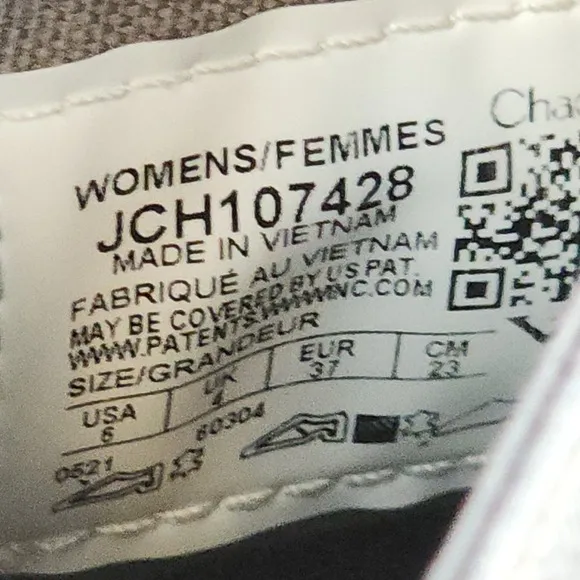 Cha
WOMENS/FEMMES
JCH107428
MADE IN VIETNAM
FABRIQUÉ AU VIETNAM
MAY BE COVERED BY US PAT.
WWW.PATENTS.WWWINC.COM
SIZE/GRANDEUR
USA UK EUR CM
6 4 37 23
0521 60304